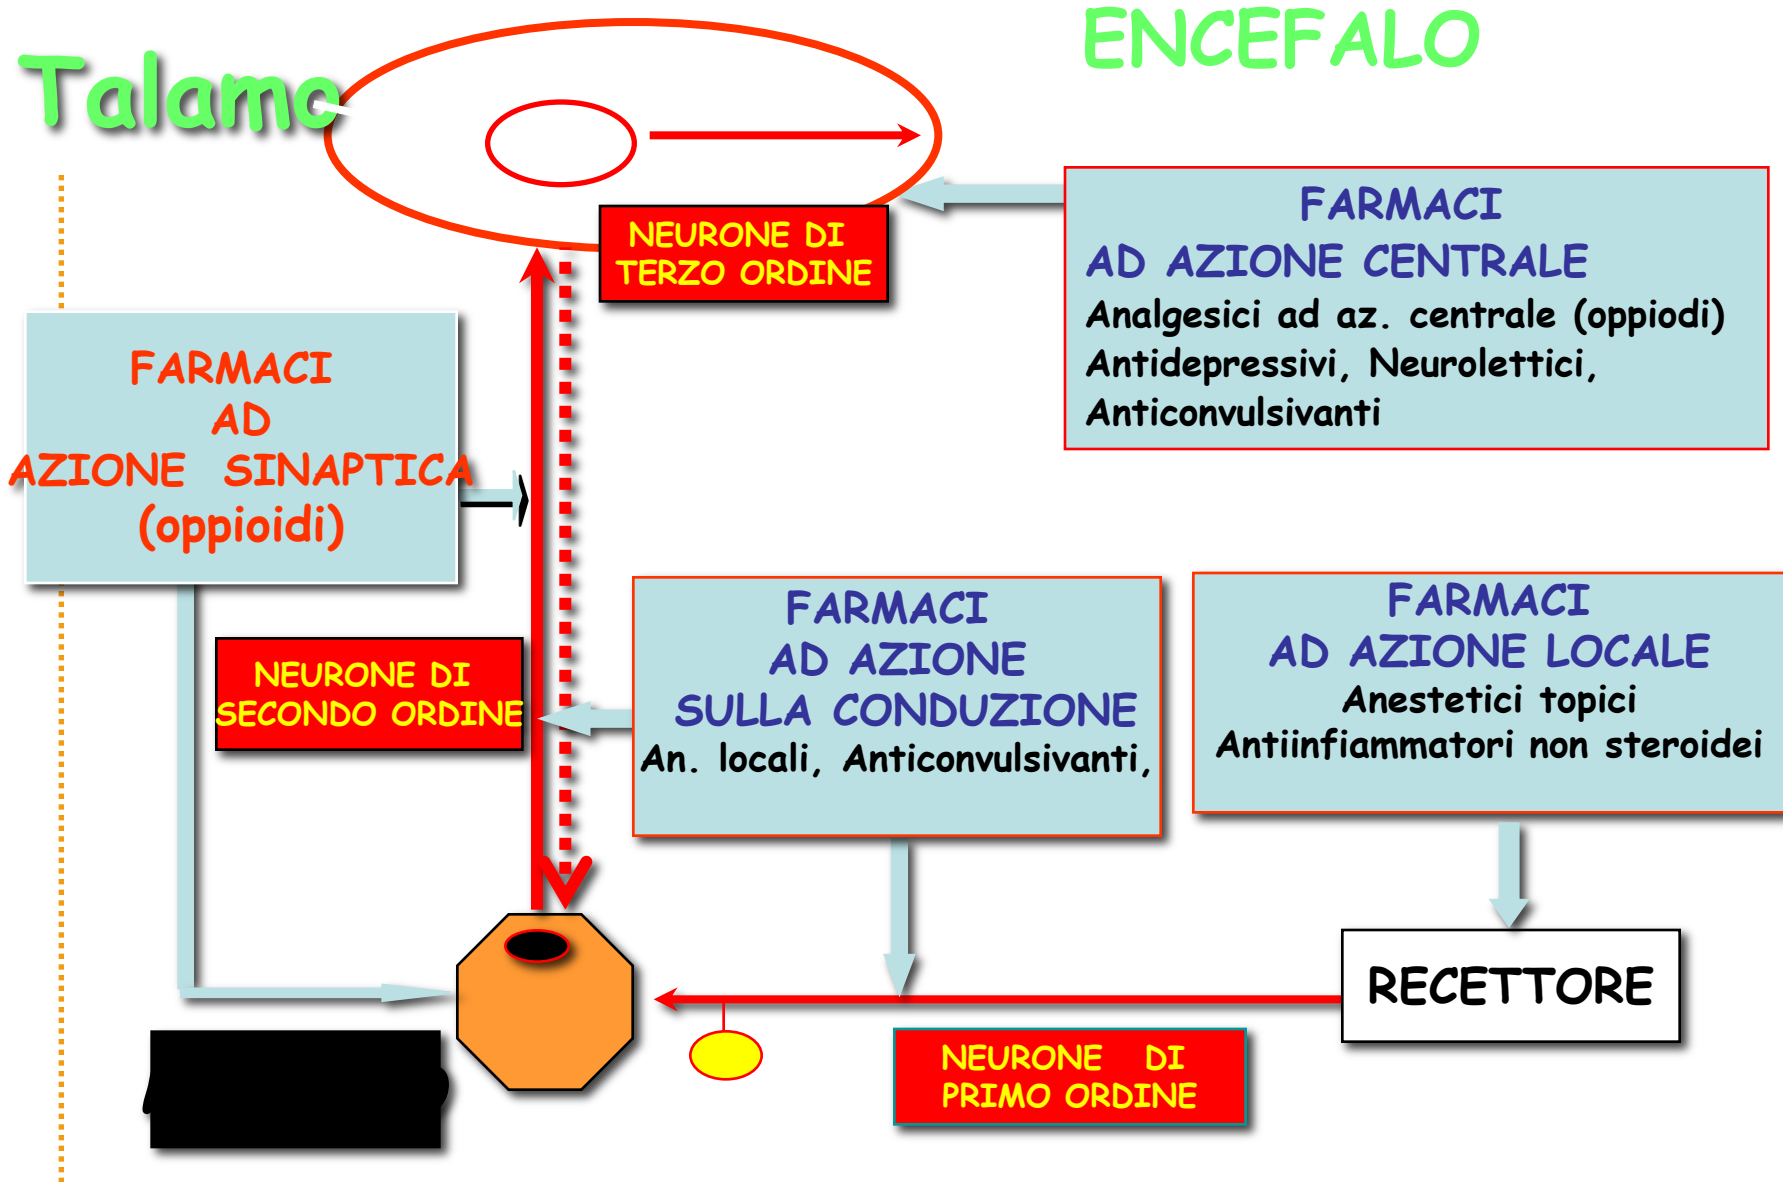 ENCEFALO
Talamo
FARMACI
AD AZIONE CENTRALE
Analgesici ad az. centrale (oppiodi)
Antidepressivi, Neurolettici,
Anticonvulsivanti
NEURONE DI
TERZO ORDINE
FARMACI
AD
AZIONE SINAPTICA
(oppioidi)
NEURONE DI
SECONDO ORDINE
FARMACI
AD AZIONE
SULLA CONDUZIONE
An. locali, Anticonvulsivanti,
FARMACI
AD AZIONE LOCALE
Anestetici topici
Antiinfiammatori non steroidei
RECETTORE
NEURONE DI
PRIMO ORDINE